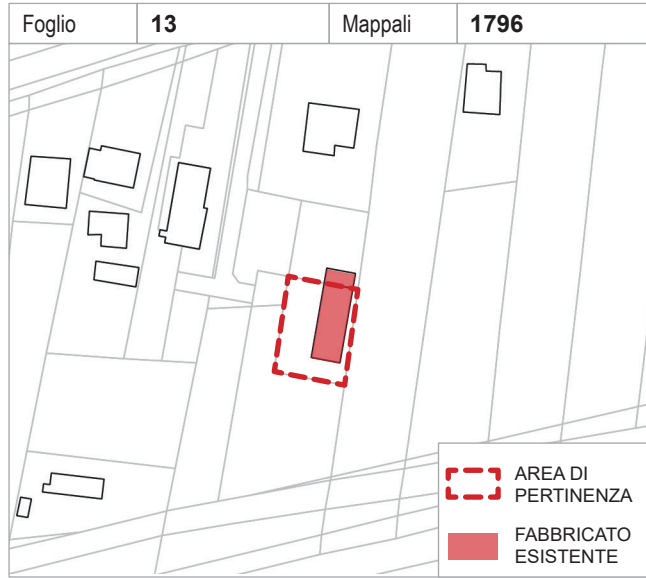 Foglio 13 Mappali 1796
AREA DI
PERTINENZA
FABBRICATO
ESISTENTE